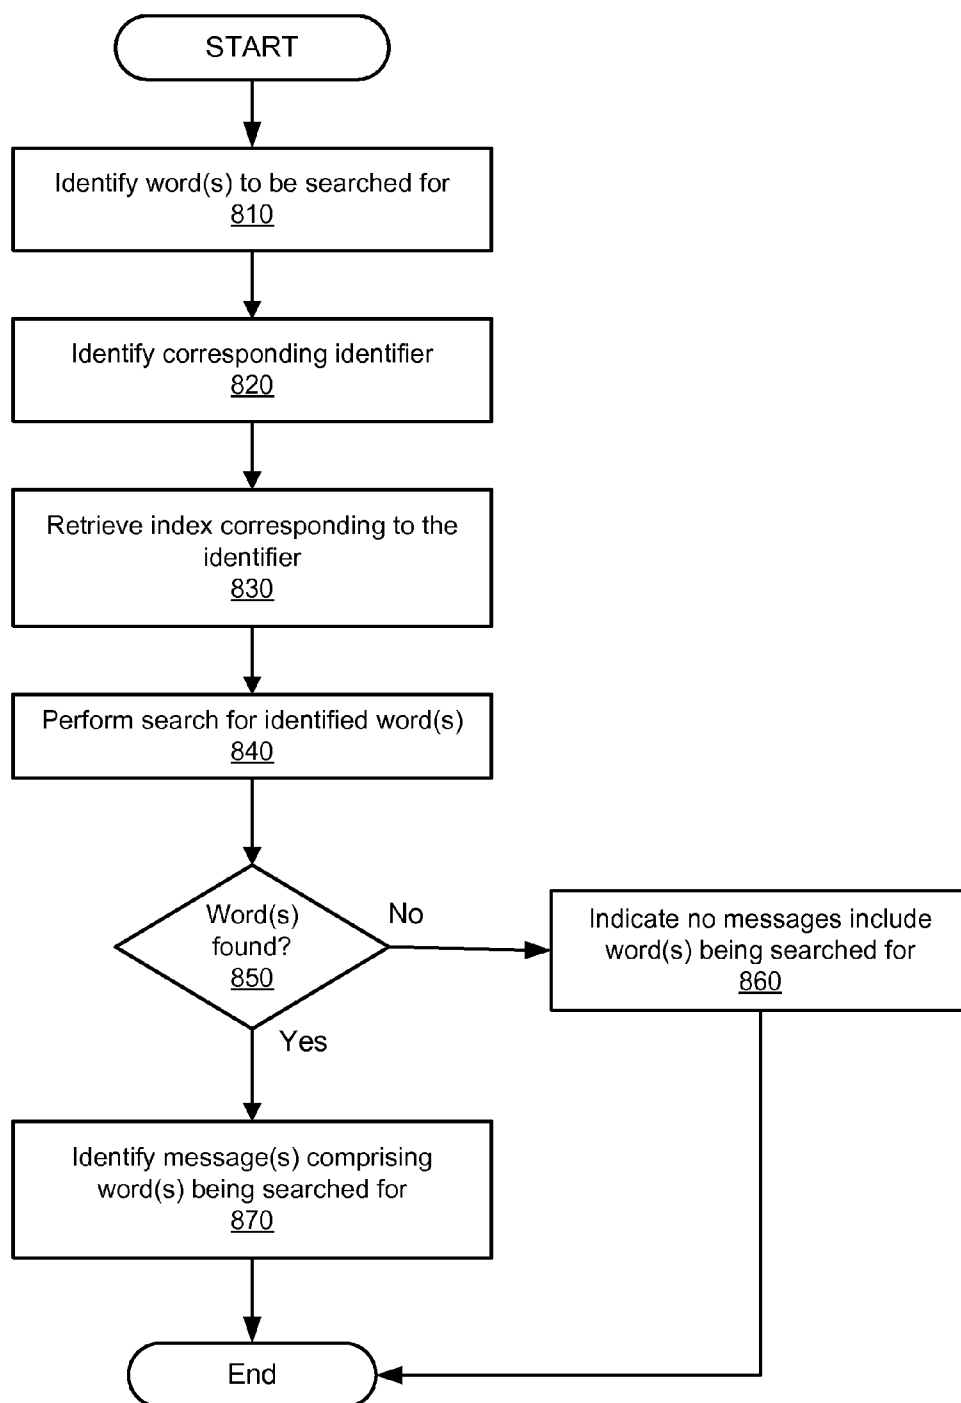 START
Identify word(s) to be searched for
810
Identify corresponding identifier
820
Retrieve index corresponding to the
identifier
830
Perform search for identified word(s)
840
Word(s)
found?
850
No
Indicate no messages include
word(s) being searched for
860
Yes
Identify message(s) comprising
word(s) being searched for
870
End